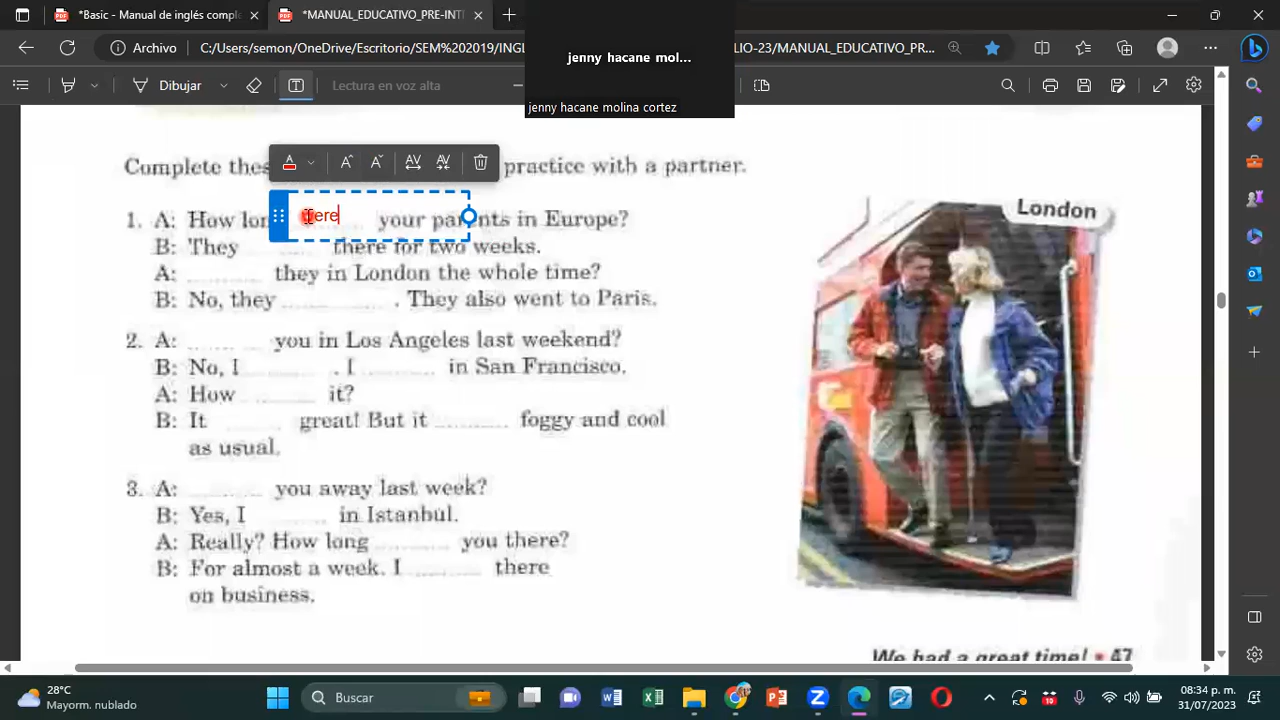 *Basic - Manual de inglés comple
*MANUAL_EDUCATIVO_PRE-INT
Archivo
C:/Users/semon/OneDrive/Escritorio/SEM%202019/INGL
LIO-23/MANUAL_EDUCATIVO_PR...
jenny hacane mol...
jenny hacane molina cortez
Dibujar
Lectura en voz alta
Complete thes
practice with a partner.
1. A: How lon were your parents in Europe?
B: They there for two weeks.
A: they in London the whole time?
B: No, they . They also went to Paris.
2. A: you in Los Angeles last weekend?
B: No, I . I in San Francisco.
A: How it?
B: It great! But it foggy and cool
as usual.
3. A: you away last week?
B: Yes, I in Istanbul.
A: Really? How long you there?
B: For almost a week. I there
on business.
London
We had a great time! • 47
28°C
Mayorm. nublado
Buscar
08:34 p. m.
31/07/2023